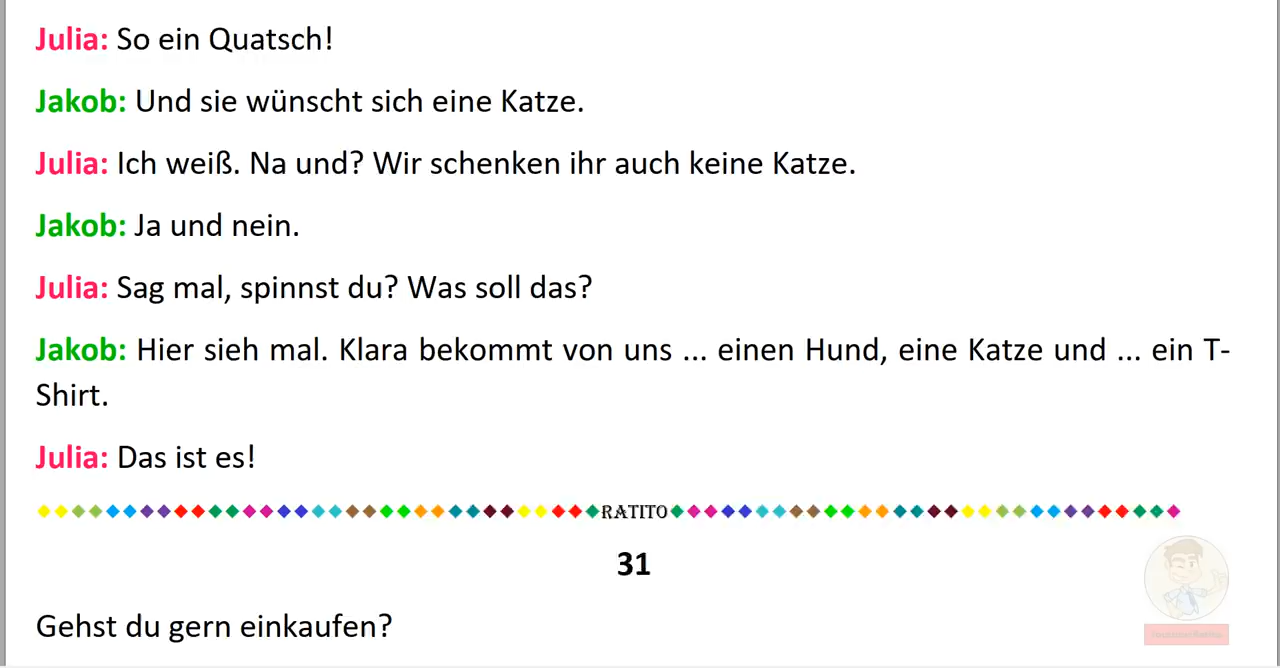 Julia: So ein Quatsch!
Jakob: Und sie wünscht sich eine Katze.
Julia: Ich weiß. Na und? Wir schenken ihr auch keine Katze.
Jakob: Ja und nein.
Julia: Sag mal, spinnst du? Was soll das?
Jakob: Hier sieh mal. Klara bekommt von uns ... einen Hund, eine Katze und ... ein T-
Shirt.
Julia: Das ist es!
RATITO
31
Gehst du gern einkaufen?